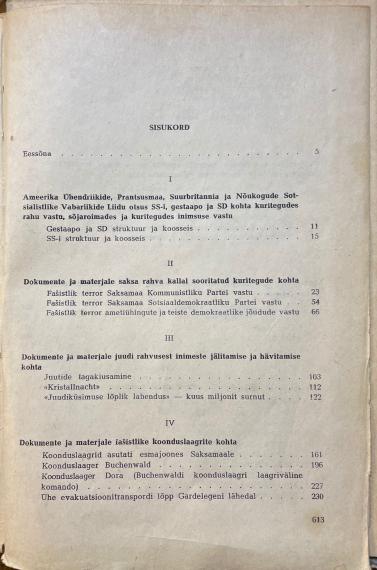 SISUKORD
Eessõna . . . . . . . . . . . . . . . . . . . . . . . 5
I
Ameerika Ühendriikide, Prantsusmaa, Suurbritannia ja Nõukogude Sot-
sialistlike Vabariikide Liidu otsus SS-i, gestaapo ja SD kohta kuritegudes
rahu vastu, sõjaroimades ja kuritegudes inimsuse vastu
Gestaapo ja SD struktuur ja koosseis . . . . . . . . . . 11
SS-i struktuur ja koosseis . . . . . . . . . . . . . . 15
II
Dokumente ja materjale saksa rahva kallal sooritatud kuritegude kohta
Fašistlik terror Saksamaa Kommunistliku Partei vastu . . . . 23
Fašistlik terror Saksamaa Sotsiaaldemokraatliku Partei vastu . . 54
Fašistlik terror ametiühingute ja teiste demokraatlike jõudude vastu 66
III
Dokumente ja materjale juudi rahvusest inimeste jälitamise ja hävitamise
kohta
Juutide tagakiusamine . . . . . . . . . . . . . . . . 103
«Kristallnacht» . . . . . . . . . . . . . . . . . . 112
«Juudiküsimuse lõplik lahendus» — kuus miljonit surnut . . . . 122
IV
Dokumente ja materjale fašistlike koonduslaagrite kohta
Koonduslaagrid asutati esmajoones Saksamaale . . . . . . . 161
Koonduslaager Buchenwald . . . . . . . . . . . . . . . 196
Koonduslaager Dora (Buchenwaldi koonduslaagri laagriväline
komando) . . . . . . . . . . . . . . . . . . . . . 227
Ühe evakuatsioonitranspordi lõpp Gardelegeni lähedal . . . . . 230
613